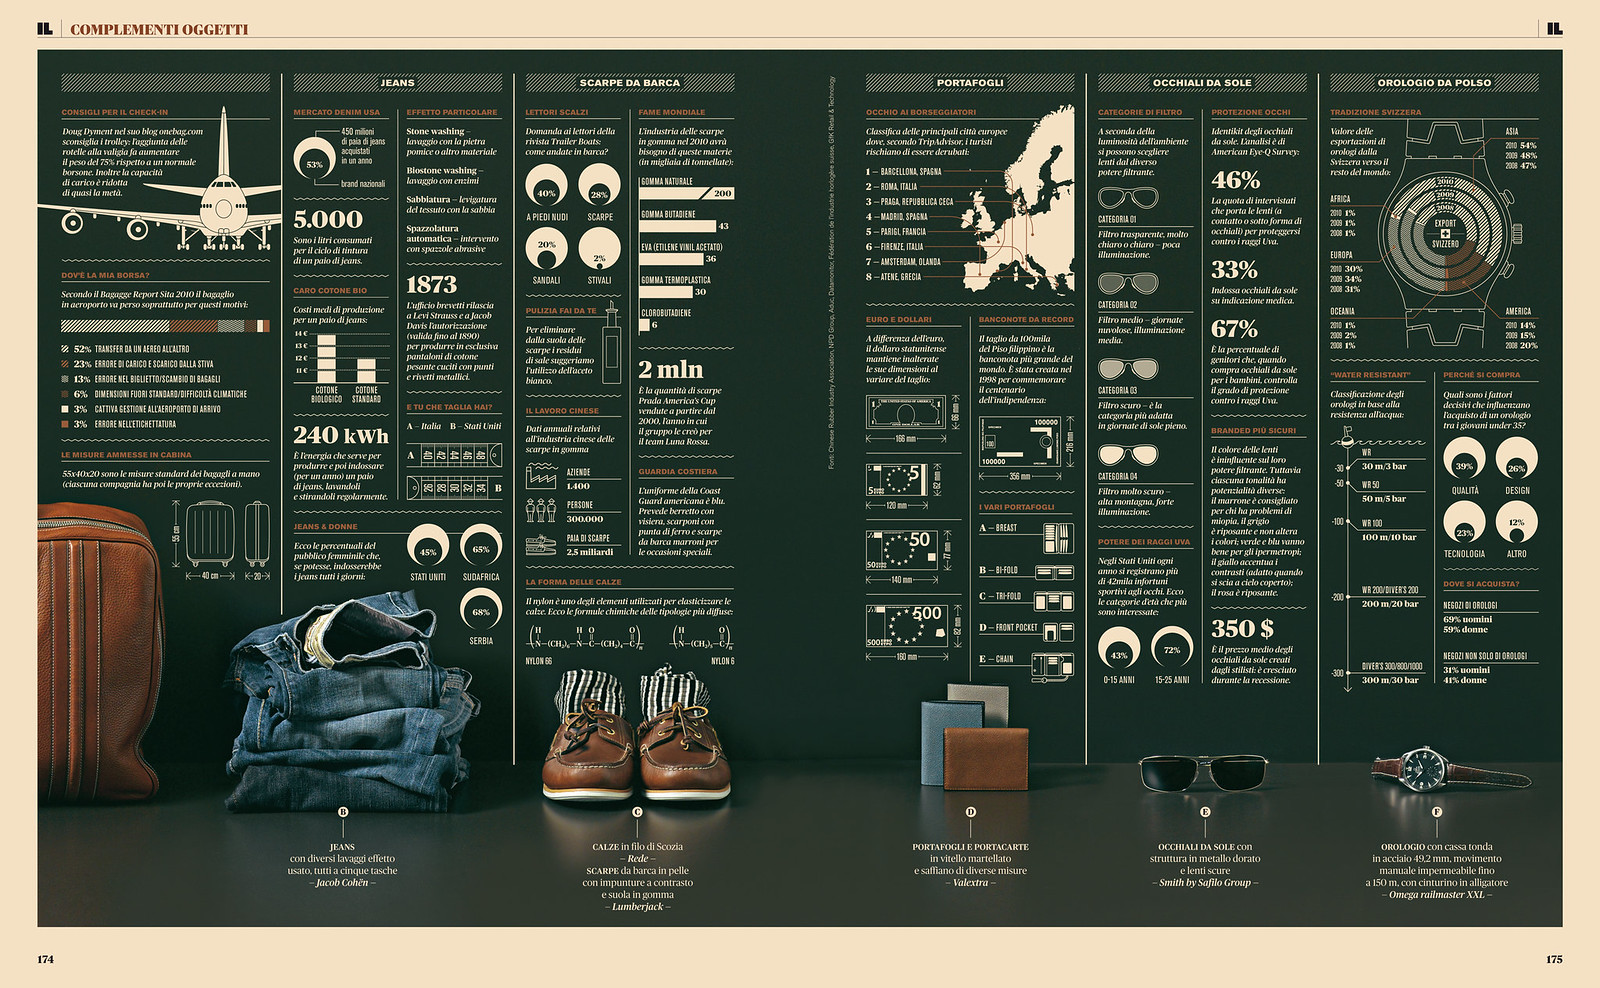 IL
COMPLEMENTI OGGETTI
IL
CONSIGLI PER IL CHECK-IN
Doug Dyment nel suo blog onebag.com
sconsiglia i trolley: l'aggiunta delle
rotelle alla valigia fa aumentare
il peso del 75% rispetto a un normale
borsone. Inoltre la capacità
di carico è ridotta
di quasi la metà.
DOV'È LA MIA BORSA?
Secondo il Bagagge Report Sita 2010 il bagaglio
in aeroporto va perso soprattutto per questi motivi:
52% TRANSFER DA UN AEREO ALL'ALTRO
23% ERRORE DI CARICO E SCARICO DALLA STIVA
13% ERRORE NEL BIGLIETTO/SCAMBIO DI BAGAGLI
6% DIMENSIONI FUORI STANDARD/DIFFICOLTÀ CLIMATICHE
3% CATTIVA GESTIONE ALL'AEROPORTO DI ARRIVO
3% ERRORE NELL'ETICHETTATURA
LE MISURE AMMESSE IN CABINA
55x40x20 sono le misure standard dei bagagli a mano
(ciascuna compagnia ha poi le proprie eccezioni).
55 cm
40 cm
20
JEANS
MERCATO DENIM USA
450 milioni
di paia di jeans
acquistati
in un anno
53%
brand nazionali
5.000
Sono i litri consumati
per il ciclo di tintura
di un paio di jeans.
CARO COTONE BIO
Costi medi di produzione
per un paio di jeans:
14 €
13 €
12 €
11 €
COTONE BIOLOGICO
COTONE STANDARD
240 kWh
È l'energia che serve per
produrre e poi indossare
(per un anno) un paio
di jeans, lavandoli
e stirandoli regolarmente.
JEANS & DONNE
Ecco le percentuali del
pubblico femminile che,
se potesse, indosserebbe
i jeans tutti i giorni:
45%
STATI UNITI
65%
SUDAFRICA
68%
SERBIA
EFFETTO PARTICOLARE
Stone washing –
lavaggio con la pietra
pomice o altro materiale
Biostone washing –
lavaggio con enzimi
Sabbiatura – levigatura
del tessuto con la sabbia
Spazzolatura
automatica – intervento
con spazzole abrasive
1873
L'ufficio brevetti rilascia
a Levi Strauss e a Jacob
Davis l'autorizzazione
(valida fino al 1890)
per produrre in esclusiva
pantaloni di cotone
pesante cuciti con punti
e rivetti metallici.
E TU CHE TAGLIA HAI?
A – Italia B – Stati Uniti
A 40 42 44 46 48
26 28 30 32 34 B
SCARPE DA BARCA
LETTORI SCALZI
Domanda ai lettori della
rivista Trailer Boats:
come andate in barca?
40%
A PIEDI NUDI
28%
SCARPE
20%
SANDALI
2%
STIVALI
PULIZIA FAI DA TE
Per eliminare
dalla suola delle
scarpe i residui
di sale suggeriamo
l'utilizzo dell'aceto
bianco.
IL LAVORO CINESE
Dati annuali relativi
all'industria cinese delle
scarpe in gomma
AZIENDE
1.400
PERSONE
300.000
PAIA DI SCARPE
2,5 miliardi
FAME MONDIALE
L'industria delle scarpe
in gomma nel 2010 avrà
bisogno di queste materie
(in migliaia di tonnellate):
GOMMA NATURALE
200
GOMMA BUTADIENE
43
EVA (ETILENE VINIL ACETATO)
36
GOMMA TERMOPLASTICA
30
CLOROBUTADIENE
6
2 mln
È la quantità di scarpe
Prada America's Cup
vendute a partire dal
2000, l'anno in cui
il gruppo le creò per
il team Luna Rossa.
GUARDIA COSTIERA
L'uniforme della Coast
Guard americana è blu.
Prevede berretto con
visiera, scarponi con
punta di ferro e scarpe
da barca marroni per
le occasioni speciali.
LA FORMA DELLE CALZE
Il nylon è uno degli elementi utilizzati per elasticizzare le
calze. Ecco le formule chimiche delle tipologie più diffuse:
NYLON 66
NYLON 6
Fonti: Chinese Rubber Industry Association, NPD Group, Aduc, Datamonitor, Fédération de l'industrie horlogère suisse, GfK Retail & Technology
PORTAFOGLI
OCCHIO AI BORSEGGIATORI
Classifica delle principali città europee
dove, secondo TripAdvisor, i turisti
rischiano di essere derubati:
1 – BARCELLONA, SPAGNA
2 – ROMA, ITALIA
3 – PRAGA, REPUBBLICA CECA
4 – MADRID, SPAGNA
5 – PARIGI, FRANCIA
6 – FIRENZE, ITALIA
7 – AMSTERDAM, OLANDA
8 – ATENE, GRECIA
EURO E DOLLARI
A differenza dell'euro,
il dollaro statunitense
mantiene inalterate
le sue dimensioni al
variare del taglio:
66 mm
166 mm
5
62 mm
120 mm
50
77 mm
140 mm
500
82 mm
160 mm
BANCONOTE DA RECORD
Il taglio da 100mila
del Piso filippino è la
banconota più grande del
mondo. È stata creata nel
1998 per commemorare
il centenario
dell'indipendenza:
100000
100
100000
216 mm
356 mm
I VARI PORTAFOGLI
A – BREAST
B – BI-FOLD
C – TRI-FOLD
D – FRONT POCKET
E – CHAIN
OCCHIALI DA SOLE
CATEGORIE DI FILTRO
A seconda della
luminosità dell'ambiente
si possono scegliere
lenti dal diverso
potere filtrante.
CATEGORIA 01
Filtro trasparente, molto
chiaro o chiaro – poca
illuminazione.
CATEGORIA 02
Filtro medio – giornate
nuvolose, illuminazione
media.
CATEGORIA 03
Filtro scuro – è la
categoria più adatta
in giornate di sole pieno.
CATEGORIA 04
Filtro molto scuro –
alta montagna, forte
illuminazione.
POTERE DEI RAGGI UVA
Negli Stati Uniti ogni
anno si registrano più
di 42mila infortuni
sportivi agli occhi. Ecco
le categorie d'età che più
sono interessate:
43%
0-15 ANNI
72%
15-25 ANNI
PROTEZIONE OCCHI
Identikit degli occhiali
da sole. L'analisi è di
American Eye-Q Survey:
46%
La quota di intervistati
che porta le lenti (a
contatto o sotto forma di
occhiali) per proteggersi
contro i raggi Uva.
33%
Indossa occhiali da sole
su indicazione medica.
67%
È la percentuale di
genitori che, quando
compra occhiali da sole
per i bambini, controlla
il grado di protezione
contro i raggi Uva.
BRANDED PIÙ SICURI
Il colore delle lenti
è ininfluente sul loro
potere filtrante. Tuttavia
ciascuna tonalità ha
potenzialità diverse:
il marrone è consigliato
per chi ha problemi di
miopia, il grigio
è riposante e non altera
i colori; verde e blu vanno
bene per gli ipermetropi;
il giallo accentua i
contrasti (adatto quando
si scia a cielo coperto);
il rosa è riposante.
350 $
È il prezzo medio degli
occhiali da sole creati
dagli stilisti: è cresciuto
durante la recessione.
OROLOGIO DA POLSO
TRADIZIONE SVIZZERA
Valore delle
esportazioni di
orologi dalla
Svizzera verso il
resto del mondo:
ASIA
2010 54%
2009 48%
2008 47%
AFRICA
2010 1%
2009 1%
2008 1%
EUROPA
2010 30%
2009 34%
2008 31%
OCEANIA
2010 1%
2009 2%
2008 1%
AMERICA
2010 14%
2009 15%
2008 20%
2010
2009
2008
EXPORT
SVIZZERO
"WATER RESISTANT"
Classificazione degli
orologi in base alla
resistenza all'acqua:
WR
-30 30 m/3 bar
-50 WR 50
50 m/5 bar
-100 WR 100
100 m/10 bar
WR 200/DIVER'S 200
-200 200 m/20 bar
DIVER'S 300/800/1000
-300 300 m/30 bar
PERCHÉ SI COMPRA
Quali sono i fattori
decisivi che influenzano
l'acquisto di un orologio
tra i giovani under 35?
39%
QUALITÀ
26%
DESIGN
23%
TECNOLOGIA
12%
ALTRO
DOVE SI ACQUISTA?
NEGOZI DI OROLOGI
69% uomini
59% donne
NEGOZI NON SOLO DI OROLOGI
31% uomini
41% donne
B
JEANS
con diversi lavaggi effetto
usato, tutti a cinque tasche
– Jacob Cohën –
C
CALZE in filo di Scozia
– Rede –
SCARPE da barca in pelle
con impunture a contrasto
e suola in gomma
– Lumberjack –
D
PORTAFOGLI E PORTACARTE
in vitello martellato
e saffiano di diverse misure
– Valextra –
E
OCCHIALI DA SOLE con
struttura in metallo dorato
e lenti scure
– Smith by Safilo Group –
F
OROLOGIO con cassa tonda
in acciaio 49,2 mm, movimento
manuale impermeabile fino
a 150 m, con cinturino in alligatore
– Omega railmaster XXL –
174
175